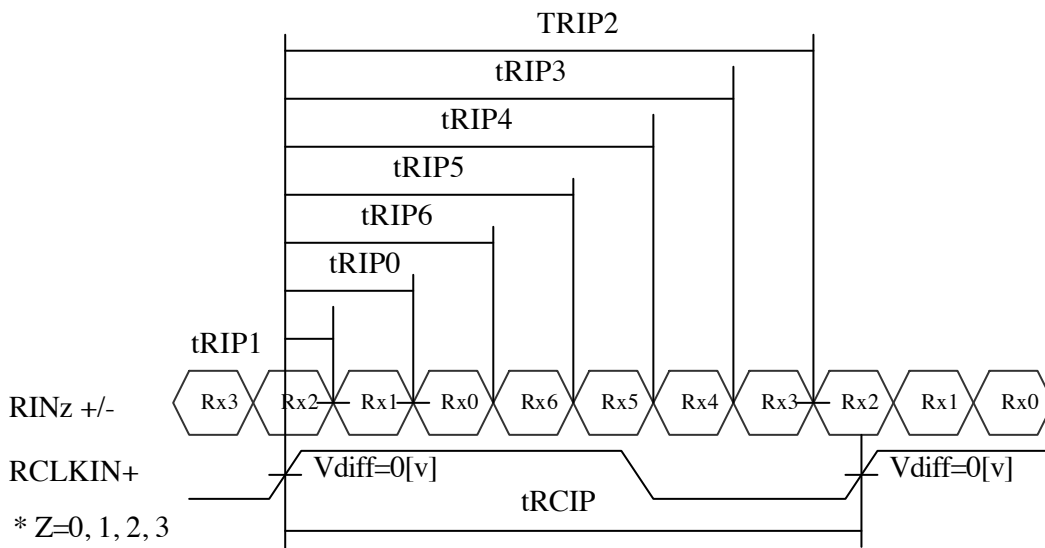 TRIP2
tRIP3
tRIP4
tRIP5
tRIP6
tRIP0
tRIP1
RINz +/-
Rx3 Rx2 Rx1 Rx0 Rx6 Rx5 Rx4 Rx3 Rx2 Rx1 Rx0
RCLKIN+
Vdiff=0[v] Vdiff=0[v]
tRCIP
* Z=0, 1, 2, 3